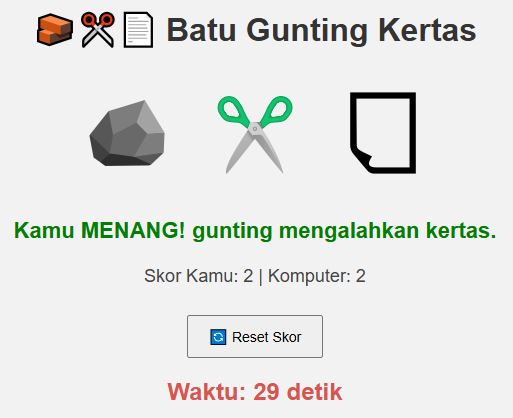 Batu Gunting Kertas
Kamu MENANG! gunting mengalahkan kertas.
Skor Kamu: 2 | Komputer: 2
Reset Skor
Waktu: 29 detik